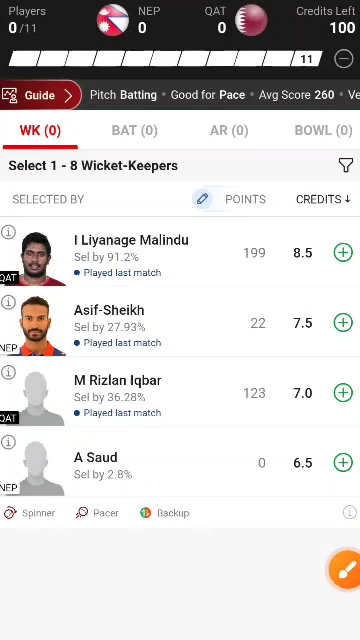 Players NEP QAT Credits Left
0/11 0 0 100
11
Guide Pitch Batting • Good for Pace • Avg Score 260 • Ve
WK (0) BAT (0) AR (0) BOWL (0)
Select 1 - 8 Wicket-Keepers
SELECTED BY POINTS CREDITS↓
I Liyanage Malindu
Sel by 91.2% 199 8.5
• Played last match
QAT
Asif-Sheikh
Sel by 27.93% 22 7.5
• Played last match
NEP
M Rizlan Iqbar
Sel by 36.28% 123 7.0
• Played last match
QAT
A Saud
Sel by 2.8% 0 6.5
NEP
Spinner Pacer Backup